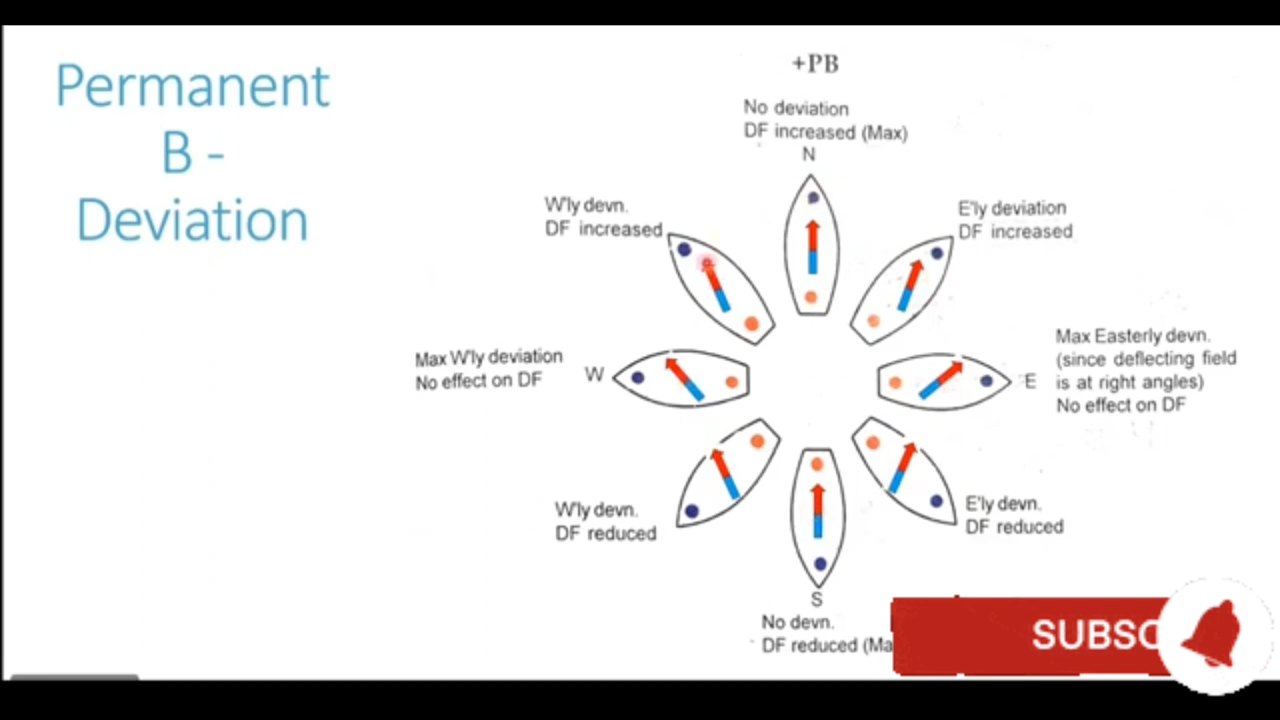 Permanent
B -
Deviation
+PB
No deviation
DF increased (Max)
N
W'ly devn.
DF increased
E'ly deviation
DF increased
Max W'ly deviation
No effect on DF
W
E
Max Easterly devn.
(since deflecting field
is at right angles)
No effect on DF
W'ly devn.
DF reduced
E'ly devn.
DF reduced
S
No devn.
DF reduced (Ma
SUBSC